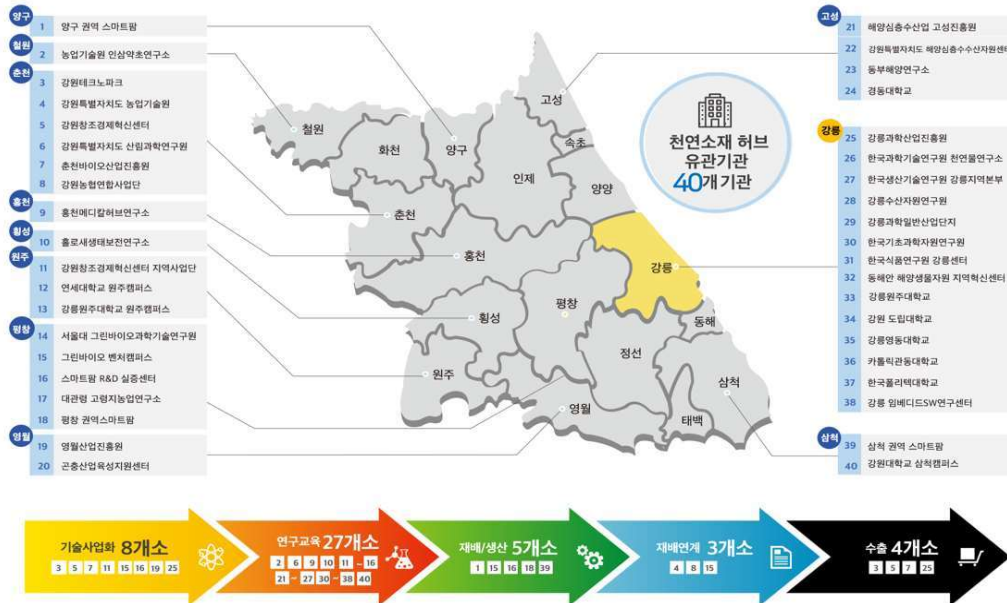 양구
1 양구 권역 스마트팜
철원
2 농업기술원 인삼약초연구소
춘천
3 강원테크노파크
4 강원특별자치도 농업기술원
5 강원창조경제혁신센터
6 강원특별자치도 산림과학연구원
7 춘천바이오산업진흥원
8 강원농협연합사업단
홍천
9 홍천메디칼허브연구소
횡성
10 홀로새생태보전연구소
원주
11 강원창조경제혁신센터 지역사업단
12 연세대학교 원주캠퍼스
13 강릉원주대학교 원주캠퍼스
평창
14 서울대 그린바이오과학기술연구원
15 그린바이오 벤처캠퍼스
16 스마트팜 R&D 실증센터
17 대관령 고령지농업연구소
18 평창 권역스마트팜
영월
19 영월산업진흥원
20 곤충산업육성지원센터
철원
화천
양구
고성
속초
인제
양양
춘천
홍천
강릉
평창
횡성
동해
정선
원주
삼척
영월
태백
천연소재 허브
유관기관
40개 기관
고성
21 해양심층수산업 고성진흥원
22 강원특별자치도 해양심층수수산자원센터
23 동부해양연구소
24 경동대학교
강릉
25 강릉과학산업진흥원
26 한국과학기술연구원 천연물연구소
27 한국생산기술연구원 강릉지역본부
28 강릉수산자원연구원
29 강릉과학일반산업단지
30 한국기초과학자원연구원
31 한국식품연구원 강릉센터
32 동해안 해양생물자원 지역혁신센터
33 강릉원주대학교
34 강원 도립대학교
35 강릉영동대학교
36 카톨릭관동대학교
37 한국폴리텍대학교
38 강릉 임베디드SW연구센터
삼척
39 삼척 권역 스마트팜
40 강원대학교 삼척캠퍼스
기술사업화 8개소
3 5 7 11 15 16 19 25
연구교육 27개소
2 6 9 10 11 ~ 16
21 ~ 27 30 ~ 38 40
재배/생산 5개소
1 15 16 18 39
재배연계 3개소
4 8 15
수출 4개소
3 5 7 25